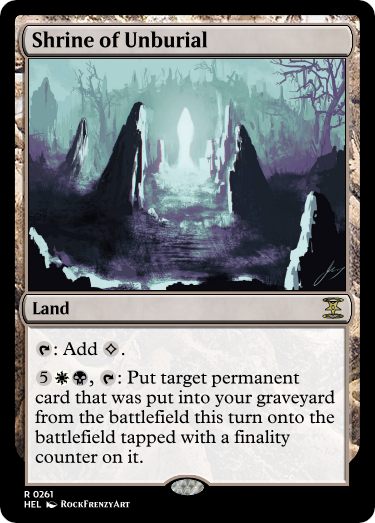 Shrine of Unburial
Land
: Add .
5, : Put target permanent
card that was put into your graveyard
from the battlefield this turn onto the
battlefield tapped with a finality
counter on it.
R 0261
HEL RockFrenzyArt